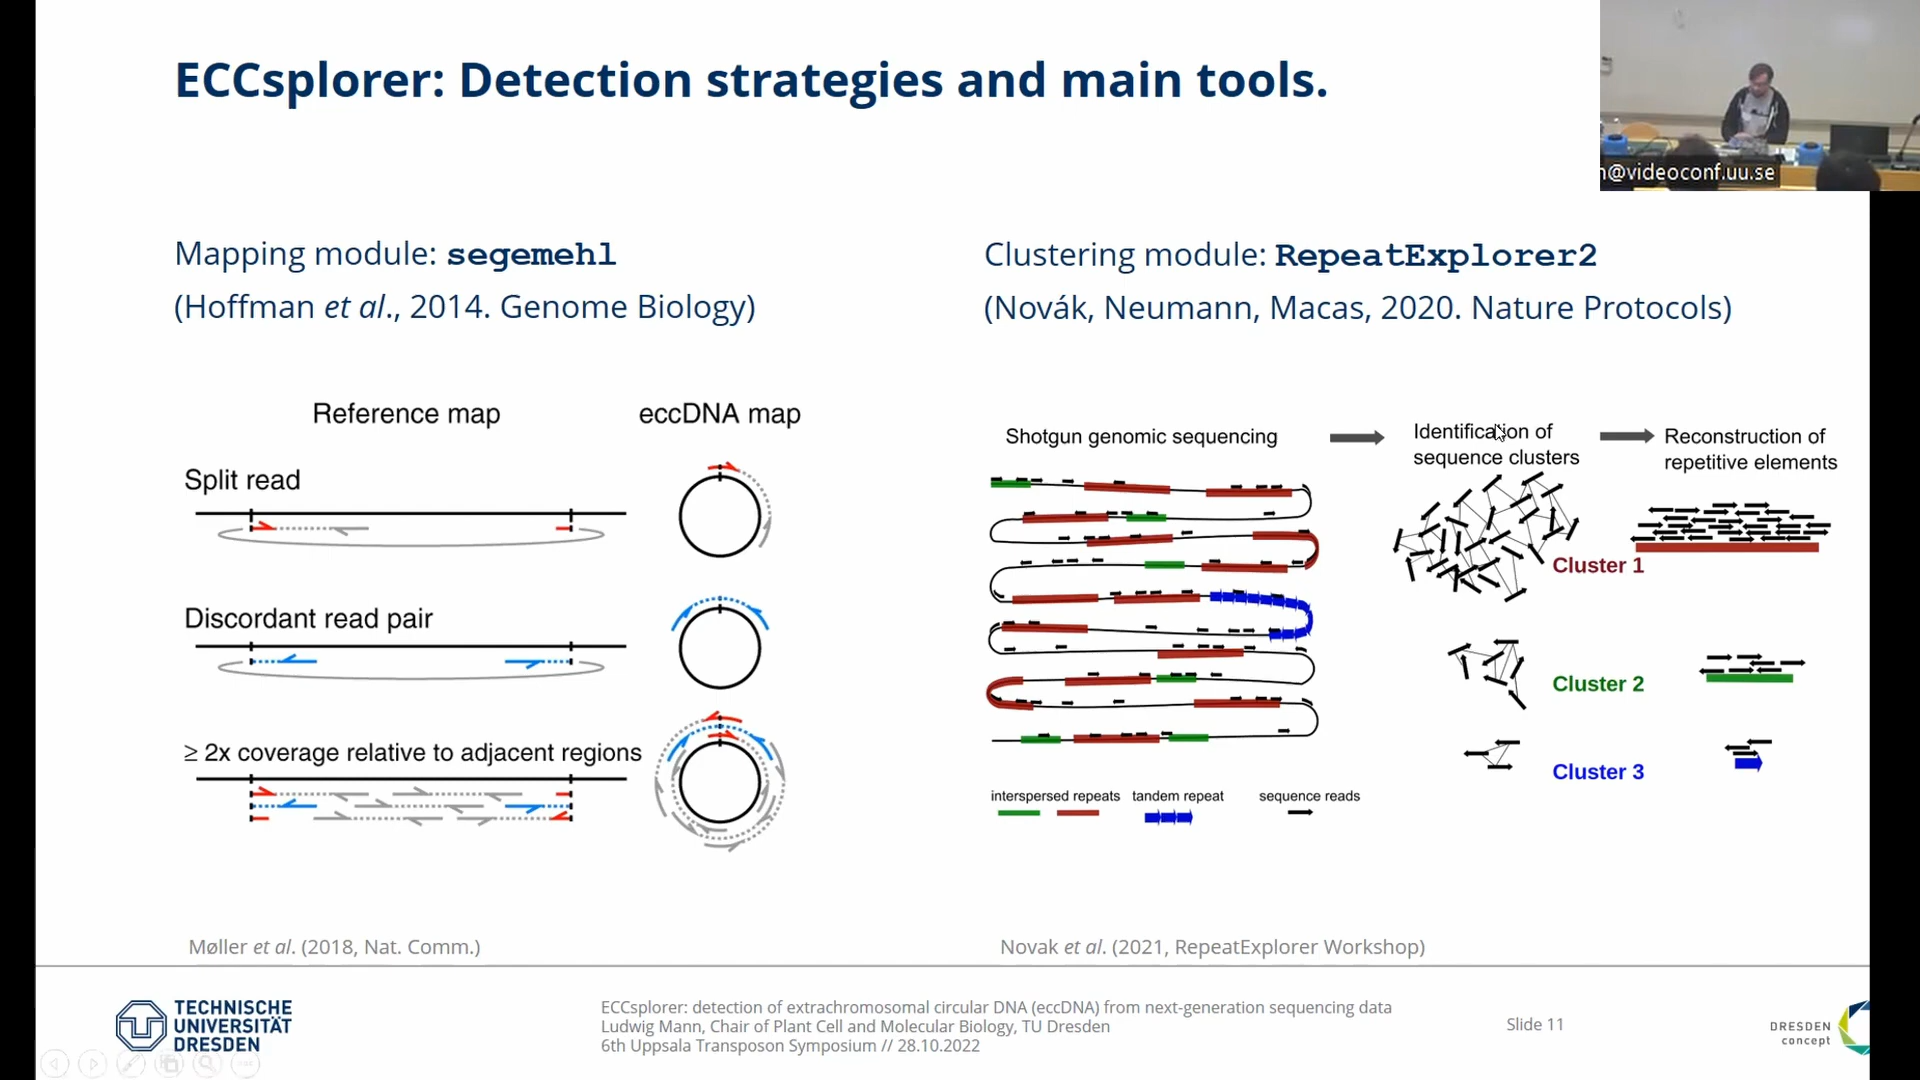 ECCsplorer: Detection strategies and main tools.
n@videoconf.uu.se
Mapping module: segemehl
(Hoffman et al., 2014. Genome Biology)
Reference map
eccDNA map
Split read
Discordant read pair
≥ 2x coverage relative to adjacent regions
Møller et al. (2018, Nat. Comm.)
Clustering module: RepeatExplorer2
(Novák, Neumann, Macas, 2020. Nature Protocols)
Shotgun genomic sequencing
Identification of
sequence clusters
Reconstruction of
repetitive elements
Cluster 1
Cluster 2
Cluster 3
interspersed repeats
tandem repeat
sequence reads
Novak et al. (2021, RepeatExplorer Workshop)
TECHNISCHE
UNIVERSITÄT
DRESDEN
ECCsplorer: detection of extrachromosomal circular DNA (eccDNA) from next-generation sequencing data
Ludwig Mann, Chair of Plant Cell and Molecular Biology, TU Dresden
6th Uppsala Transposon Symposium // 28.10.2022
Slide 11
DRESDEN
concept